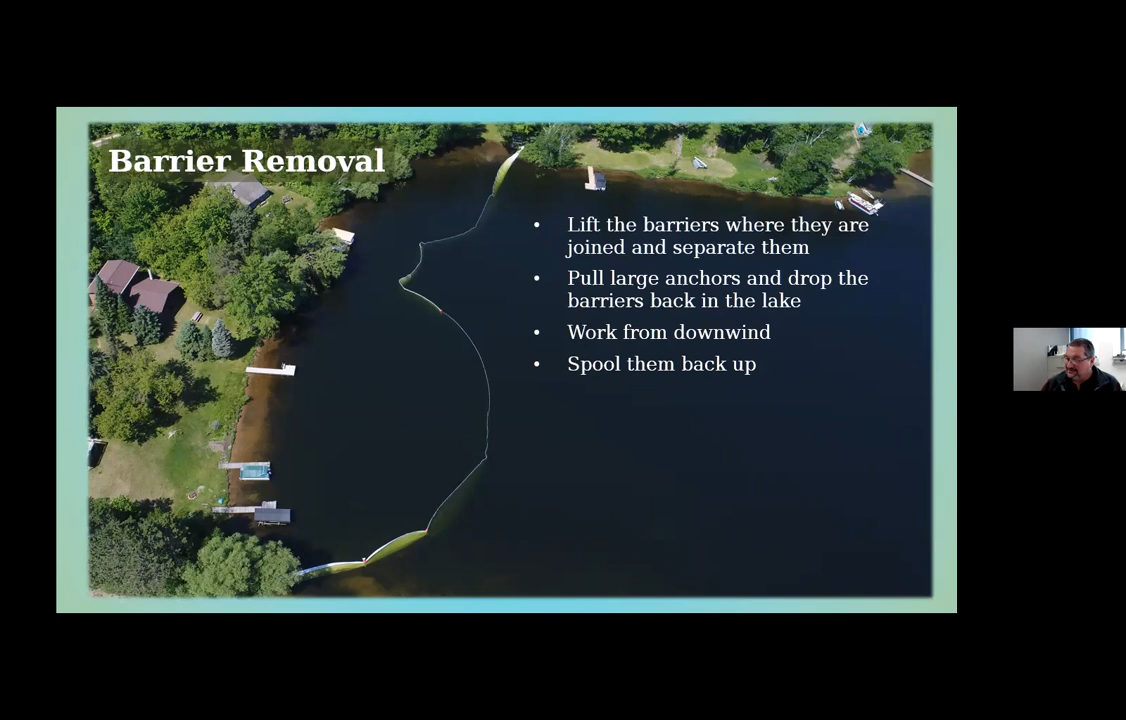 Barrier Removal
• Lift the barriers where they are
joined and separate them
• Pull large anchors and drop the
barriers back in the lake
• Work from downwind
• Spool them back up